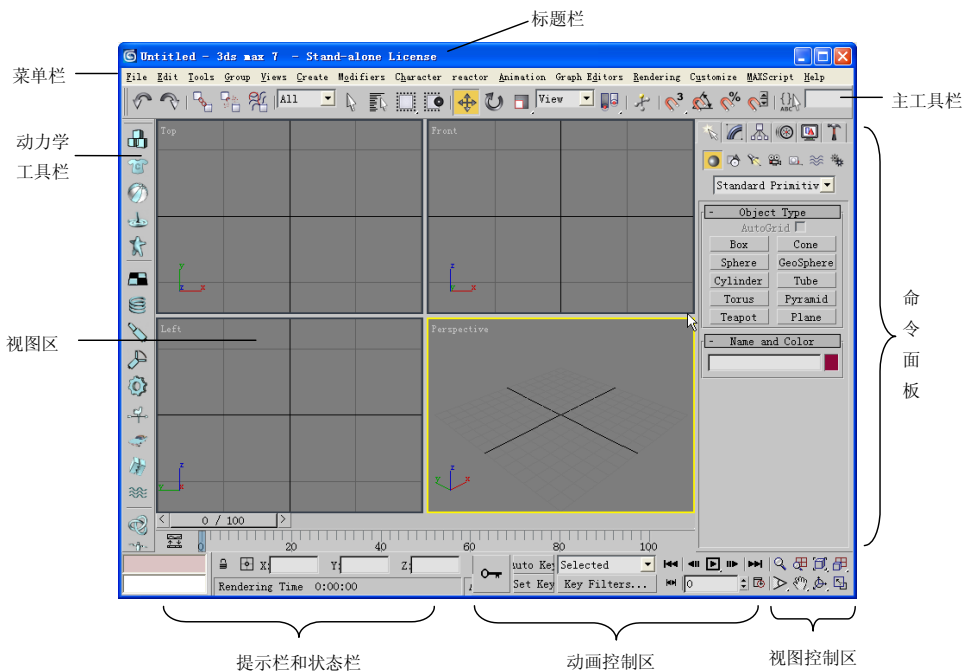 标题栏
Untitled - 3ds max 7 - Stand-alone License
菜单栏
File Edit Tools Group Views Create Modifiers Character reactor Animation Graph Editors Rendering Customize MAXScript Help
All
View
3
%
ABC
主工具栏
动力学
工具栏
Top
Front
y
z
x
z
x
Standard Primitiv
- Object Type
AutoGrid
Box Cone
Sphere GeoSphere
Cylinder Tube
Torus Pyramid
Teapot Plane
- Name and Color
命
令
面
板
视图区
Left
Perspective
z
y
x
z
y
x
< 0 / 100 >
0 20 40 60 80 100
X: Y: Z:
uto Key Selected
Rendering Time 0:00:00
Set Key Key Filters...
0
提示栏和状态栏
动画控制区
视图控制区